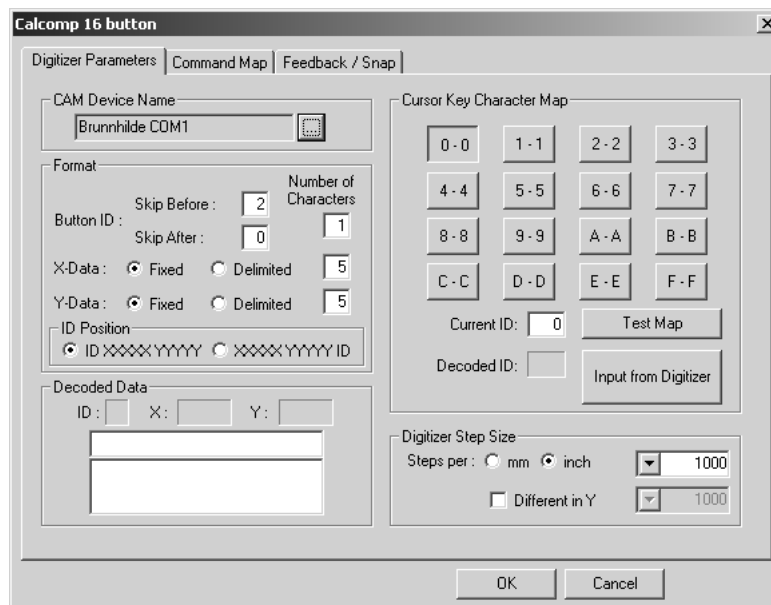 Calcomp 16 button
Digitizer Parameters Command Map Feedback / Snap
CAM Device Name
Brunnhilde COM1
...
Format
Number of
Characters
Button ID :
Skip Before : 2
1
Skip After : 0
X-Data : Fixed Delimited 5
Y-Data : Fixed Delimited 5
ID Position
ID XXXXX YYYYY XXXXX YYYYY ID
Decoded Data
ID : X : Y :
Cursor Key Character Map
0 - 0 1 - 1 2 - 2 3 - 3
4 - 4 5 - 5 6 - 6 7 - 7
8 - 8 9 - 9 A - A B - B
C - C D - D E - E F - F
Current ID: 0 Test Map
Decoded ID: Input from Digitizer
Digitizer Step Size
Steps per : mm inch 1000
Different in Y 1000
OK Cancel